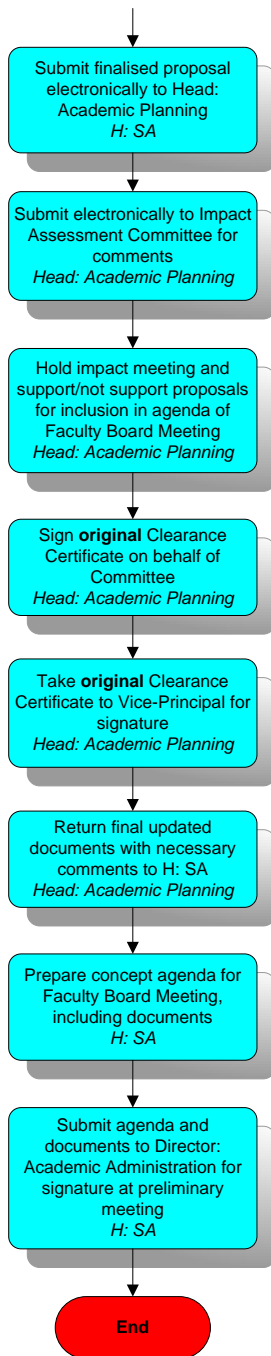 Submit finalised proposal
electronically to Head:
Academic Planning
H: SA
Submit electronically to Impact
Assessment Committee for
comments
Head: Academic Planning
Hold impact meeting and
support/not support proposals
for inclusion in agenda of
Faculty Board Meeting
Head: Academic Planning
Sign original Clearance
Certificate on behalf of
Committee
Head: Academic Planning
Take original Clearance
Certificate to Vice-Principal for
signature
Head: Academic Planning
Return final updated
documents with necessary
comments to H: SA
Head: Academic Planning
Prepare concept agenda for
Faculty Board Meeting,
including documents
H: SA
Submit agenda and
documents to Director:
Academic Administration for
signature at preliminary
meeting
H: SA
End